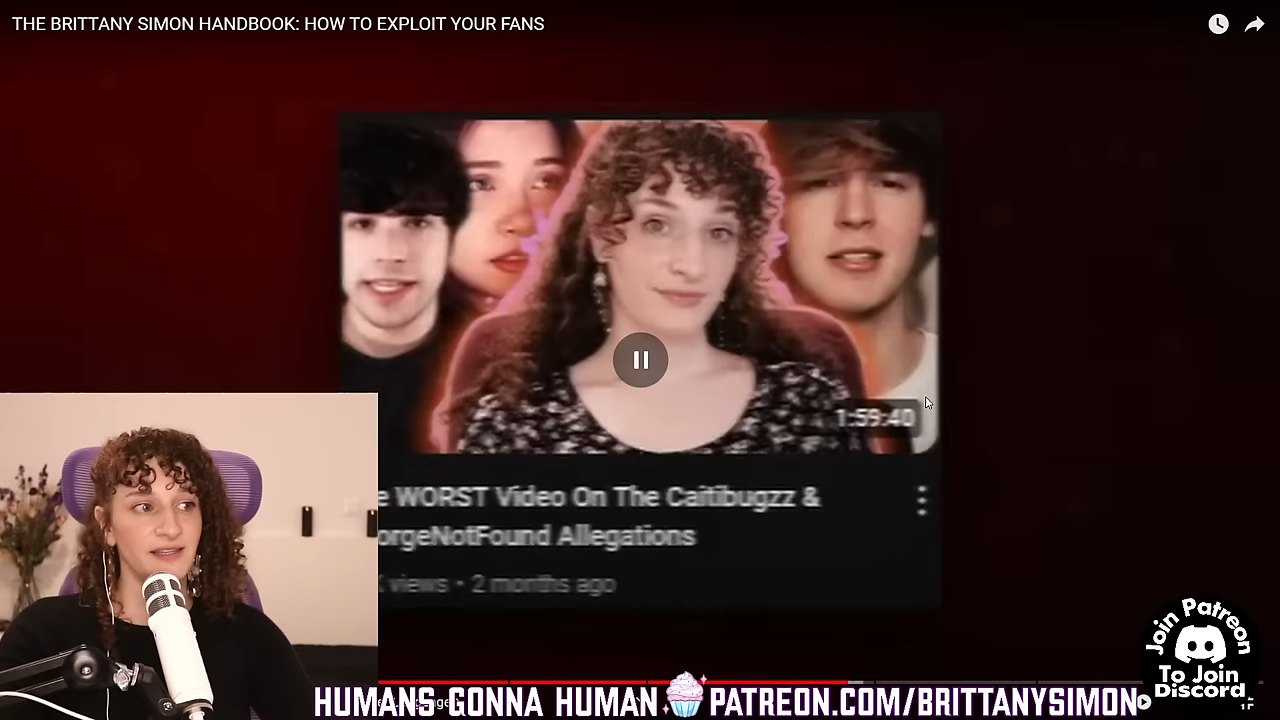 THE BRITTANY SIMON HANDBOOK: HOW TO EXPLOIT YOUR FANS
1:59:40
WORST Video On The Caitibugzz &
orgeNotFound Allegations
views • 2 months ago
Join Patreon
To Join
Discord
HUMANS GONNA HUMAN PATREON.COM/BRITTANYSIMON